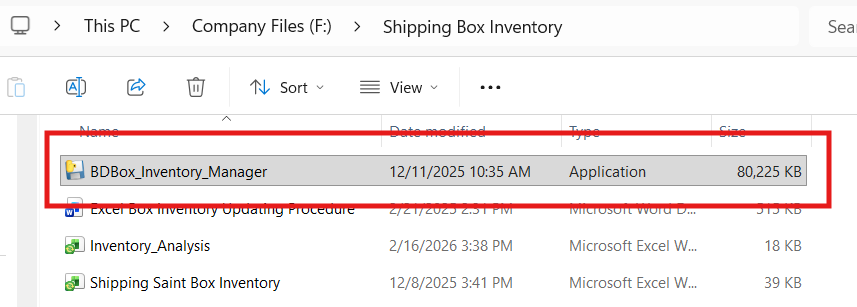 This PC > Company Files (F:) > Shipping Box Inventory Sea
Sort View
Name Date modified Type Size
BDBox_Inventory_Manager 12/11/2025 10:35 AM Application 80,225 KB
Excel Box Inventory Updating Procedure 2/21/2025 2:51 PM Microsoft Word D... 515 KB
Inventory_Analysis 2/16/2026 3:38 PM Microsoft Excel W... 18 KB
Shipping Saint Box Inventory 12/8/2025 3:41 PM Microsoft Excel W... 39 KB